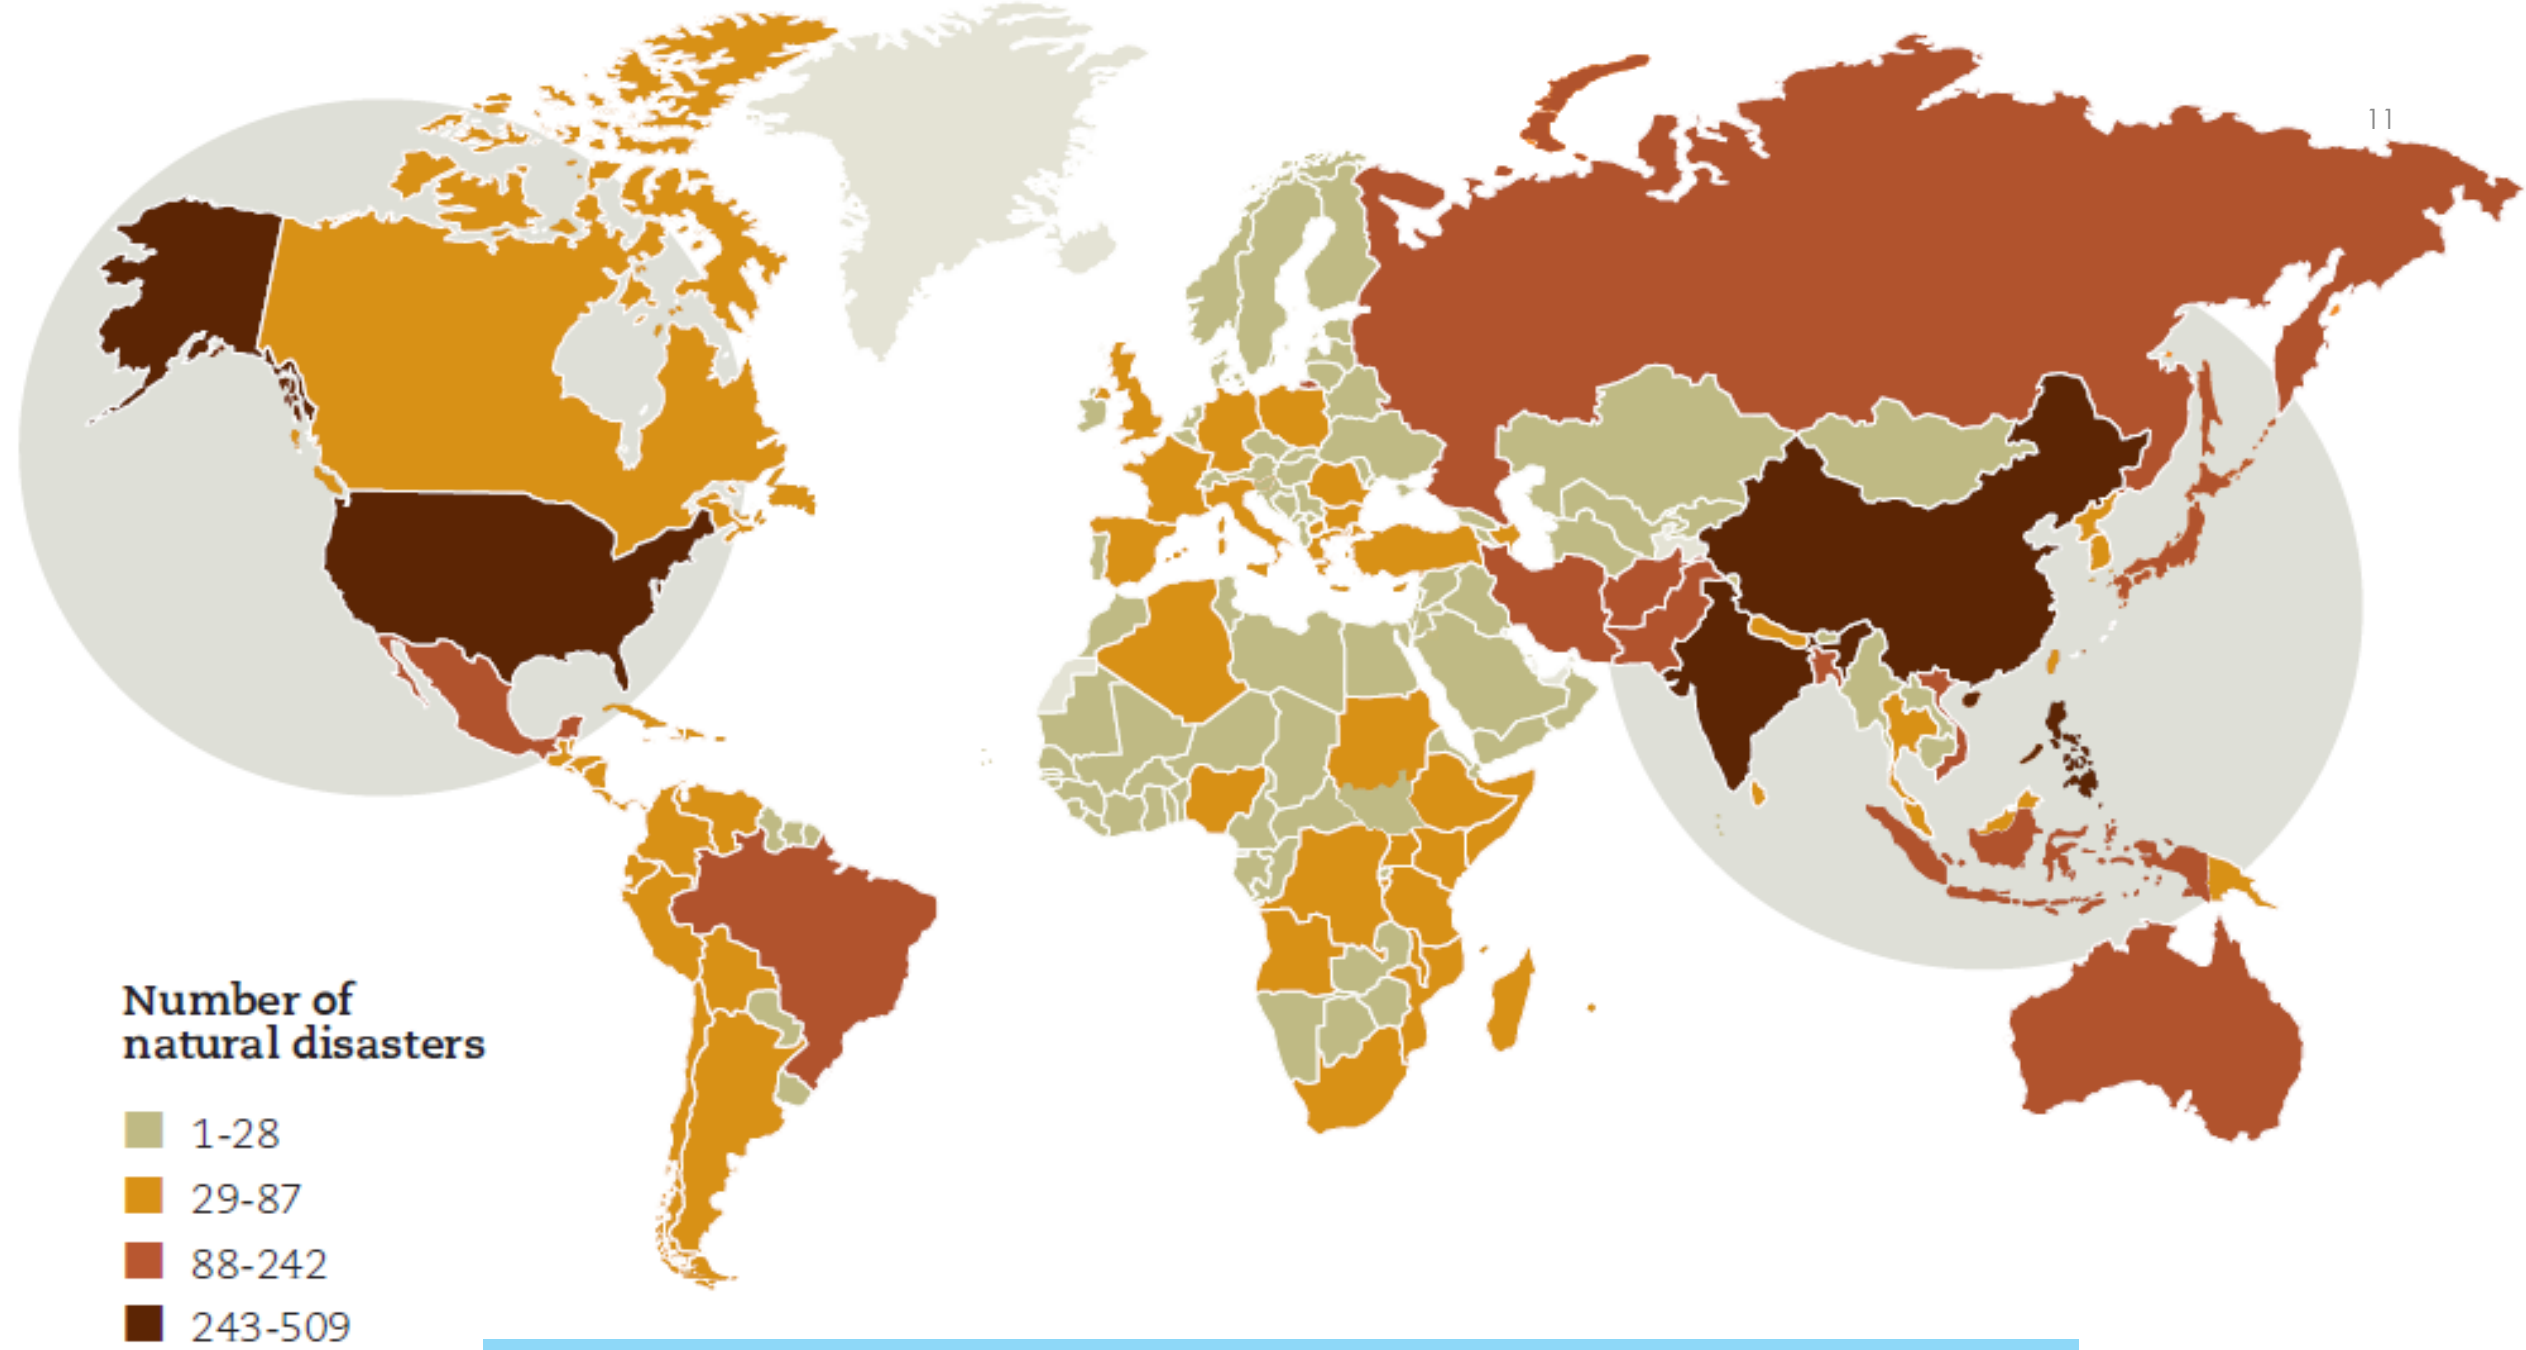 11
Number of
natural disasters
1-28
29-87
88-242
243-509